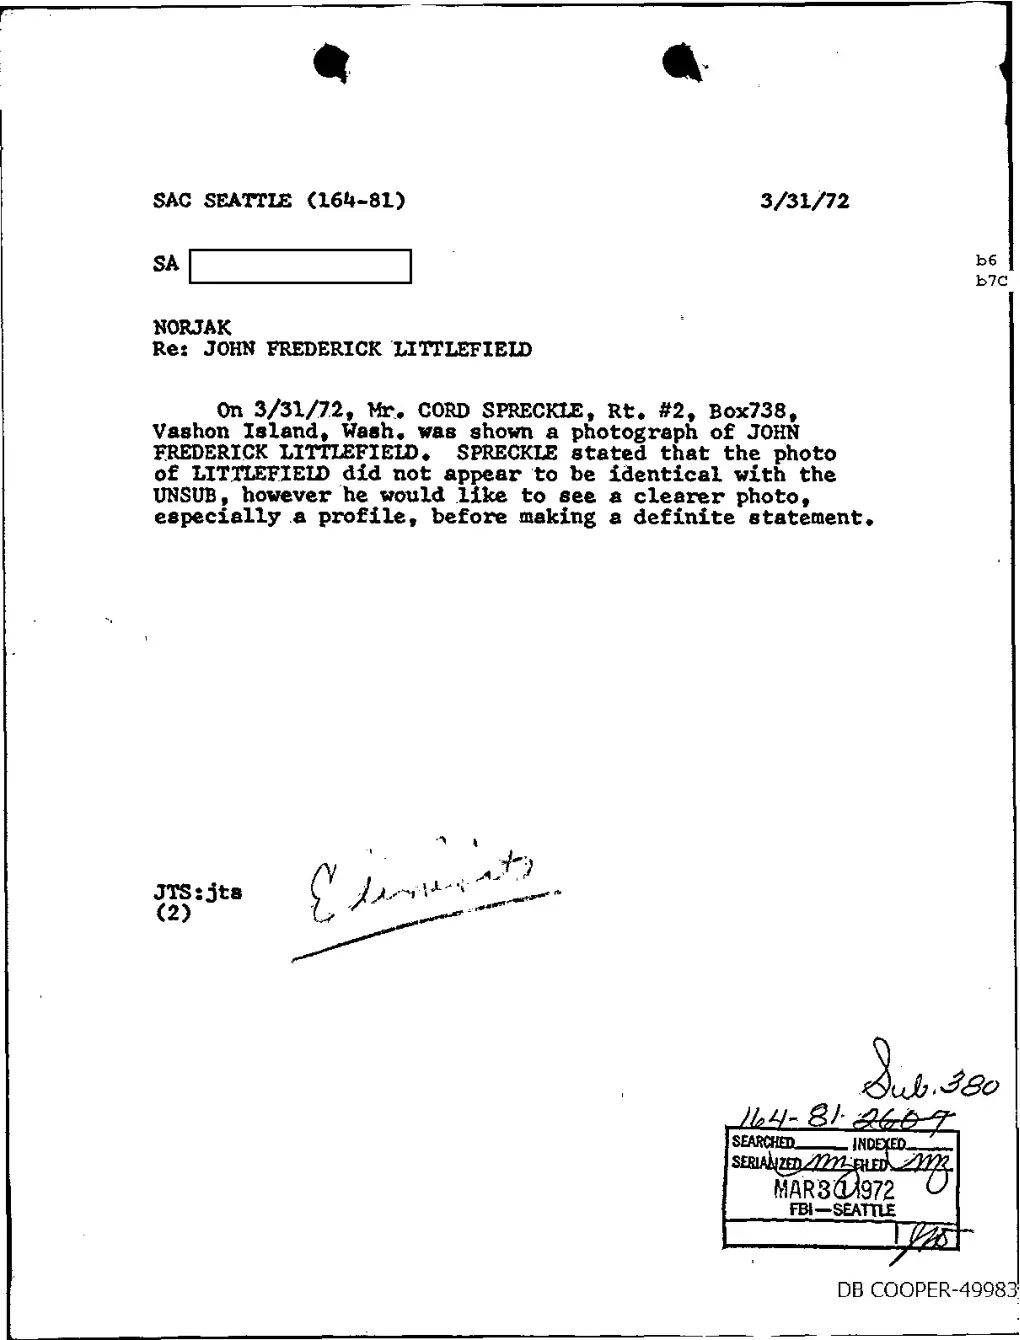 SAC SEATTLE (164-81) 3/31/72
SA
b6
b7C
NORJAK
Re: JOHN FREDERICK LITTLEFIELD
On 3/31/72, Mr. CORD SPRECKLE, Rt. #2, Box738,
Vashon Island, Wash. was shown a photograph of JOHN
FREDERICK LITTLEFIELD. SPRECKLE stated that the photo
of LITTLEFIELD did not appear to be identical with the
UNSUB, however he would like to see a clearer photo,
especially a profile, before making a definite statement.
JTS:jts
(2)
Sub. 380
164-81-2609
SEARCHED INDEXED
SERIALIZED FILED
MAR 31 1972
FBI—SEATTLE
DB COOPER-49983